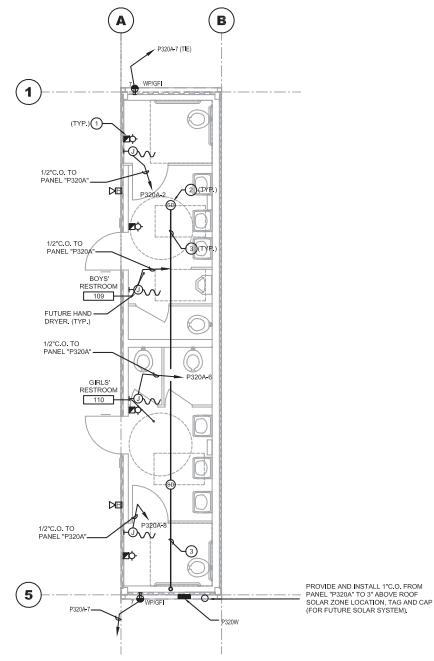 A
B
P320A-7 (TIE)
7
WP/GFI
1
(TYP.) 1
J
1/2"C.O. TO
PANEL "P320A"
P320A-2
2 (TYP.)
SD
1/2"C.O. TO
PANEL "P320A"
3 (TYP.)
BOYS'
RESTROOM
109
J
FUTURE HAND
DRYER. (TYP.)
1/2"C.O. TO
PANEL "P320A"
P320A-6
GIRLS'
RESTROOM
110
J
SD
1/2"C.O. TO
PANEL "P320A"
P320A-8
J
3
5
P320A-7
7
WP/GFI
P320W
PROVIDE AND INSTALL 1"C.O. FROM
PANEL "P320A" TO 3" ABOVE ROOF
SOLAR ZONE LOCATION, TAG AND CAP
(FOR FUTURE SOLAR SYSTEM).